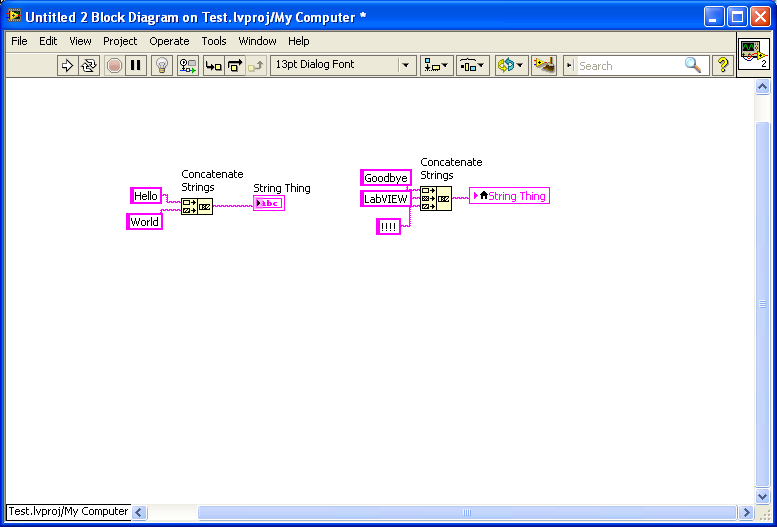 Untitled 2 Block Diagram on Test.lvproj/My Computer *
File Edit View Project Operate Tools Window Help
13pt Dialog Font
Search
?
2
Concatenate
Strings
Hello
World
String Thing
abc
Concatenate
Strings
Goodbye
LabVIEW
!!!!
String Thing
Test.lvproj/My Computer